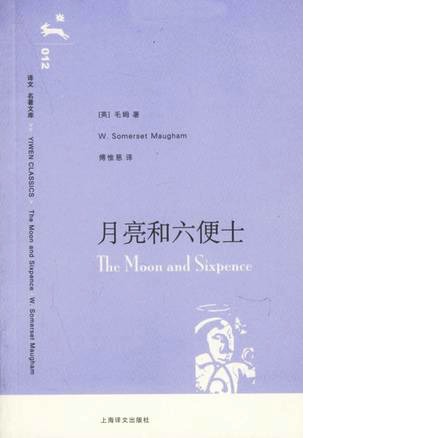 012
译文 名著文库
YIWEN CLASSICS
The Moon and Sixpence
W. Somerset Maugham
[英] 毛姆 著
W. Somerset Maugham
傅惟慈 译
月亮和六便士
The Moon and Sixpence
上海译文出版社